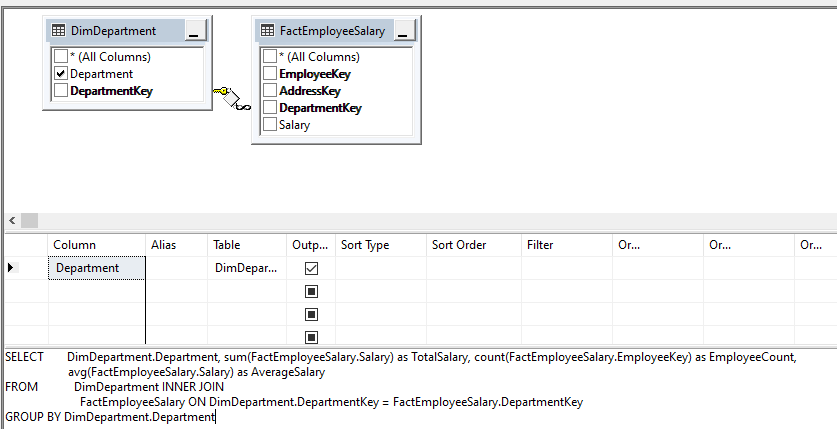 DimDepartment
* (All Columns)
Department
DepartmentKey
FactEmployeeSalary
* (All Columns)
EmployeeKey
AddressKey
DepartmentKey
Salary
Column Alias Table Outp... Sort Type Sort Order Filter Or... Or... Or...
Department DimDepar...
SELECT DimDepartment.Department, sum(FactEmployeeSalary.Salary) as TotalSalary, count(FactEmployeeSalary.EmployeeKey) as EmployeeCount,
avg(FactEmployeeSalary.Salary) as AverageSalary
FROM DimDepartment INNER JOIN
FactEmployeeSalary ON DimDepartment.DepartmentKey = FactEmployeeSalary.DepartmentKey
GROUP BY DimDepartment.Department